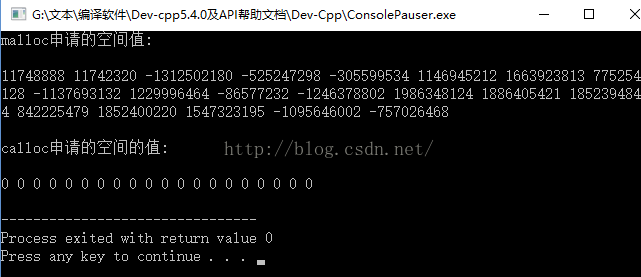 G:\文本\编译软件\Dev-cpp5.4.0及API帮助文档\Dev-Cpp\ConsolePauser.exe
malloc申请的空间值:
11748888 11742320 -1312502180 -525247298 -305599534 1146945212 1663923813 775254
128 -1137693132 1229996464 -86577232 -1246378802 1986348124 1886405421 185239484
4 842225479 1852400220 1547323195 -1095646002 -757026468
calloc申请的空间的值:
http://blog.csdn.net/
0 0 0 0 0 0 0 0 0 0 0 0 0 0 0 0 0 0 0 0
--------------------------------
Process exited with return value 0
Press any key to continue . . .